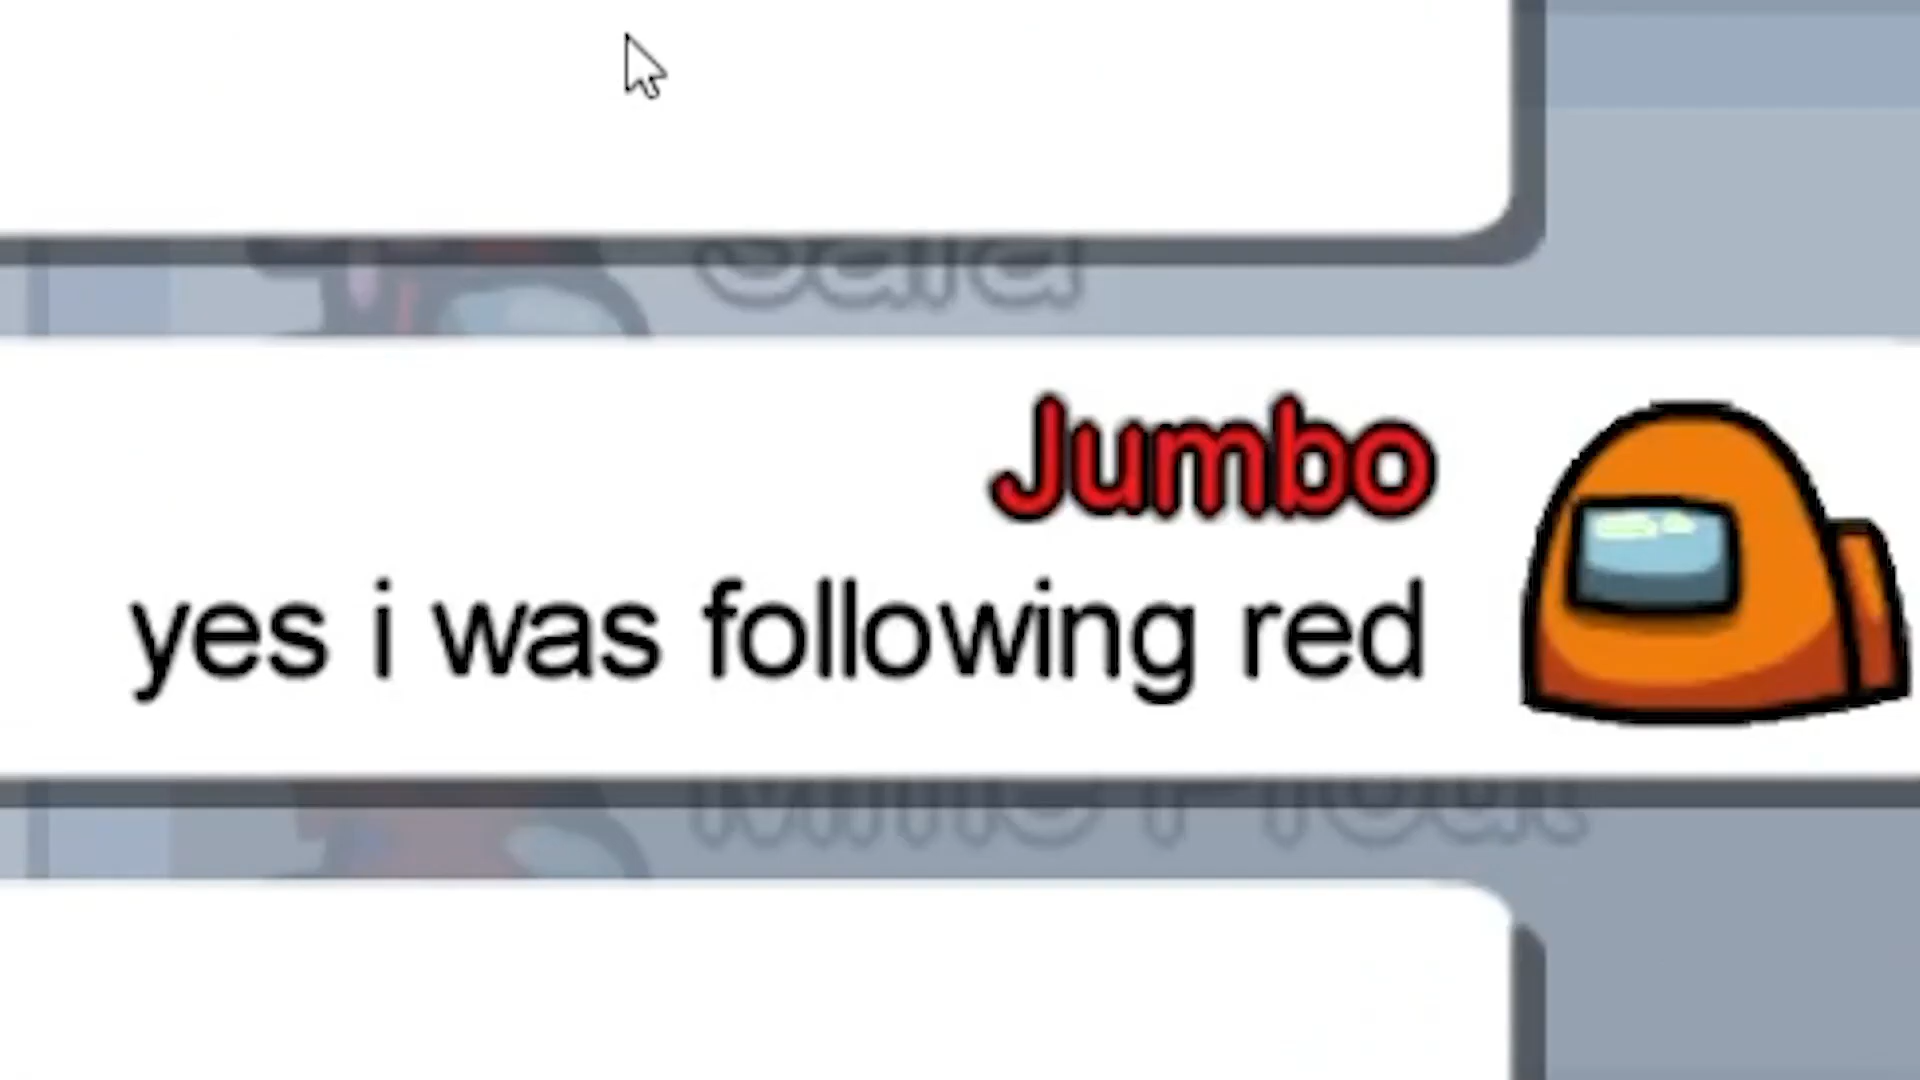 Jumbo
yes i was following red